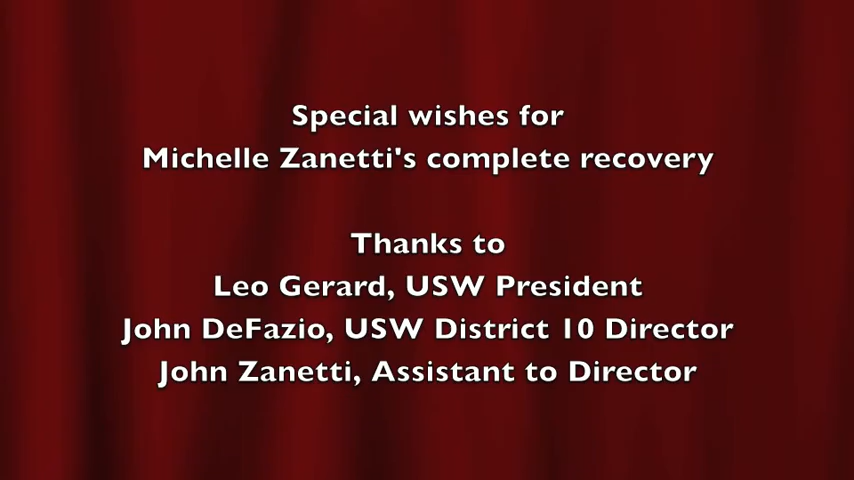 Special wishes for
Michelle Zanetti's complete recovery
Thanks to
Leo Gerard, USW President
John DeFazio, USW District 10 Director
John Zanetti, Assistant to Director